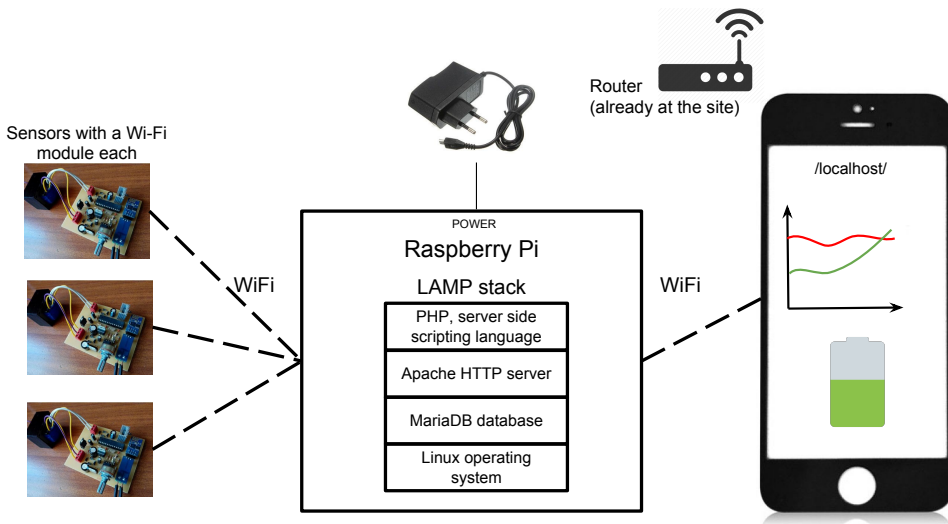 Router
(already at the site)
Sensors with a Wi-Fi
module each
/localhost/
POWER
Raspberry Pi
WiFi
WiFi
LAMP stack
PHP, server side
scripting language
Apache HTTP server
MariaDB database
Linux operating
system